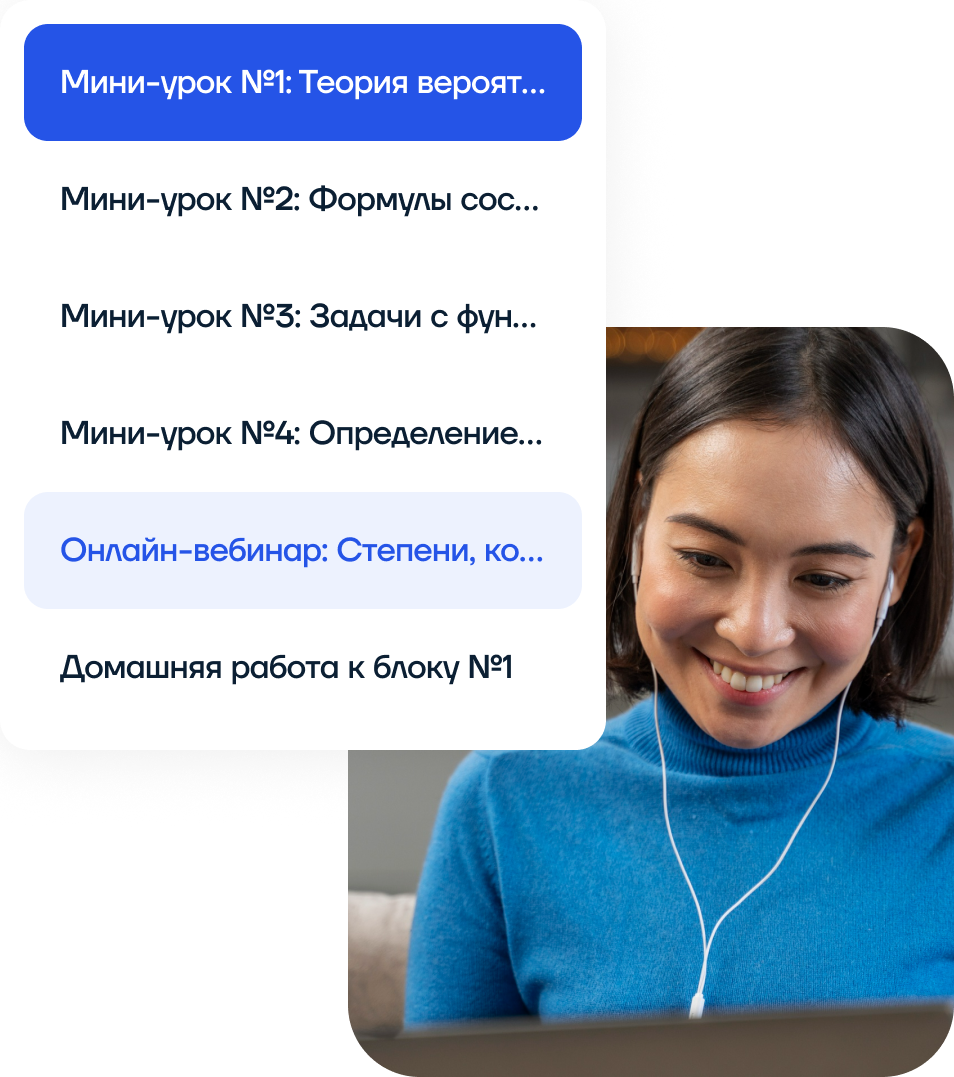 Мини-урок №1: Теория вероят...
Мини-урок №2: Формулы сос...
Мини-урок №3: Задачи с фун...
Мини-урок №4: Определение...
Онлайн-вебинар: Степени, ко...
Домашняя работа к блоку №1